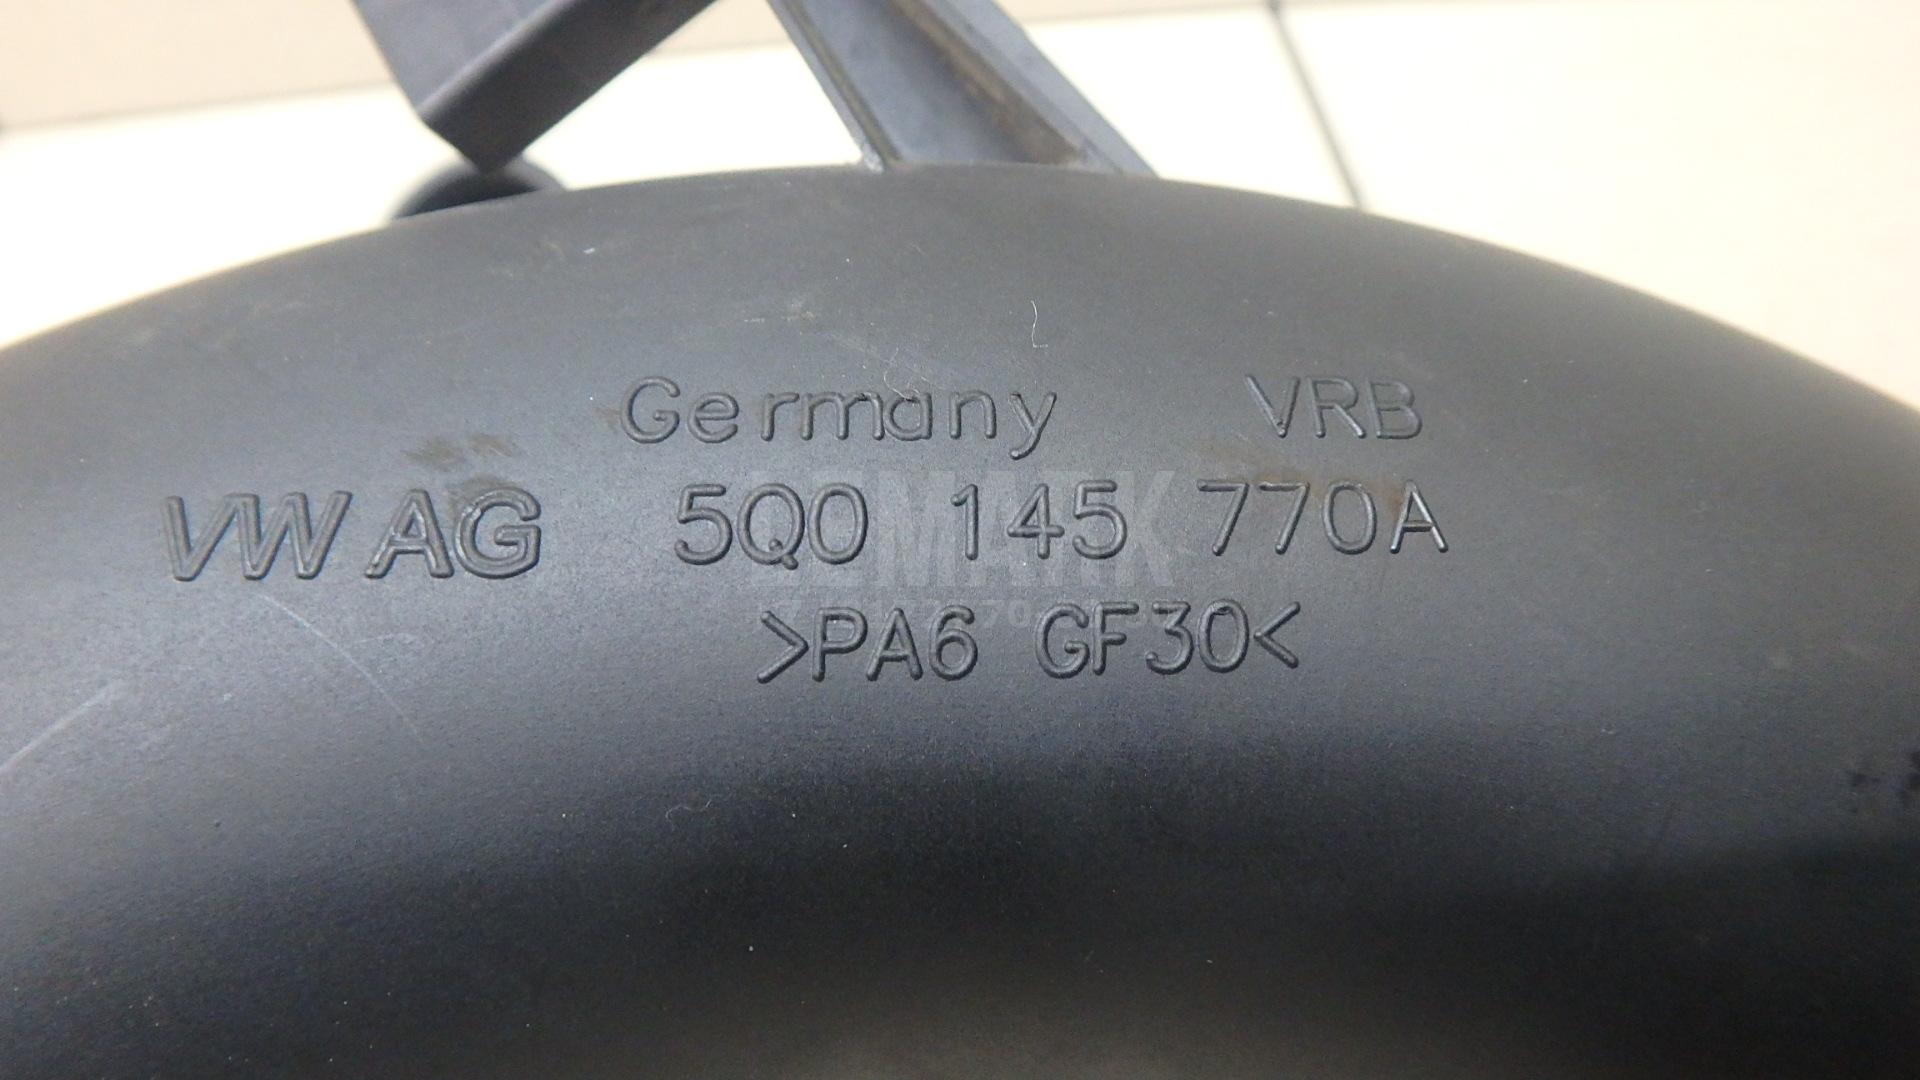 Germany VRB
VW AG 5Q0 145 770A
>PA6 GF30<